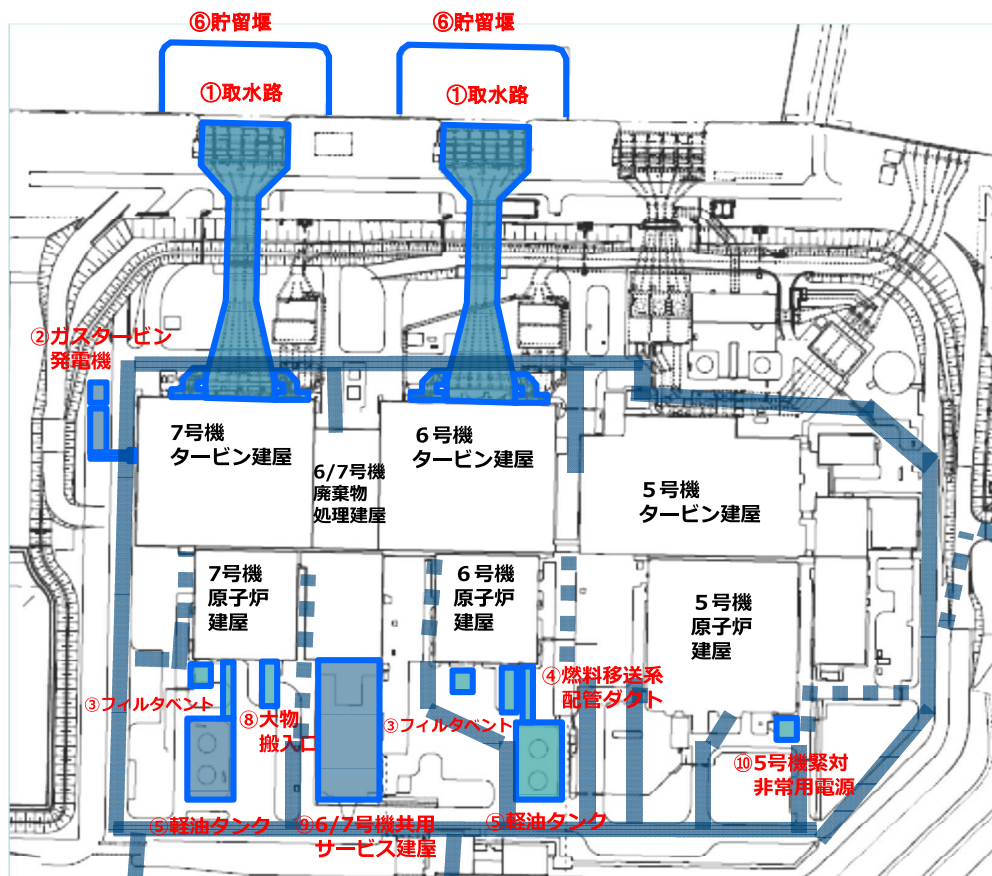 ⑥貯留堰
⑥貯留堰
①取水路
①取水路
②ガスタービン
発電機
7号機
タービン建屋
6/7号機
廃棄物
処理建屋
６号機
タービン建屋
５号機
タービン建屋
7号機
原子炉
建屋
６号機
原子炉
建屋
５号機
原子炉
建屋
③フィルタベント
⑧大物
搬入口
③フィルタベント
④燃料移送系
配管ダクト
⑩5号機緊対
非常用電源
⑤軽油タンク
⑨6/7号機共用
サービス建屋
⑤軽油タンク